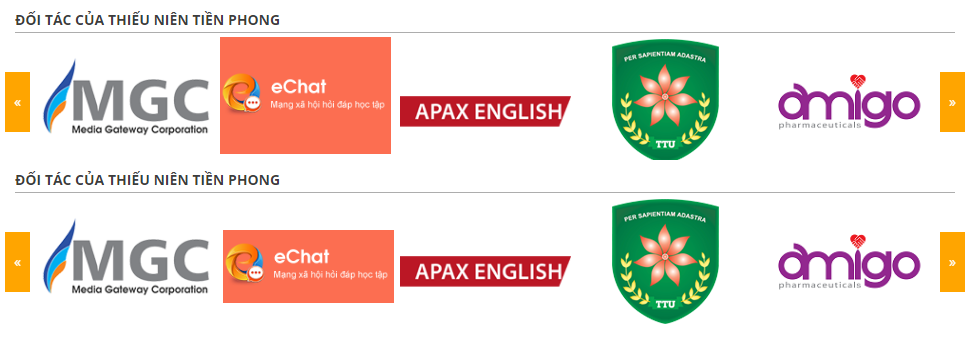 ĐỐI TÁC CỦA THIẾU NIÊN TIỀN PHONG
«
MGC
Media Gateway Corporation
eChat
Mạng xã hội hỏi đáp học tập
APAX ENGLISH
PER SAPIENTIAM ADASTRA
TTU
àmigo
pharmaceuticals
»
ĐỐI TÁC CỦA THIẾU NIÊN TIỀN PHONG
«
MGC
Media Gateway Corporation
eChat
Mạng xã hội hỏi đáp học tập
APAX ENGLISH
PER SAPIENTIAM ADASTRA
TTU
àmigo
pharmaceuticals
»